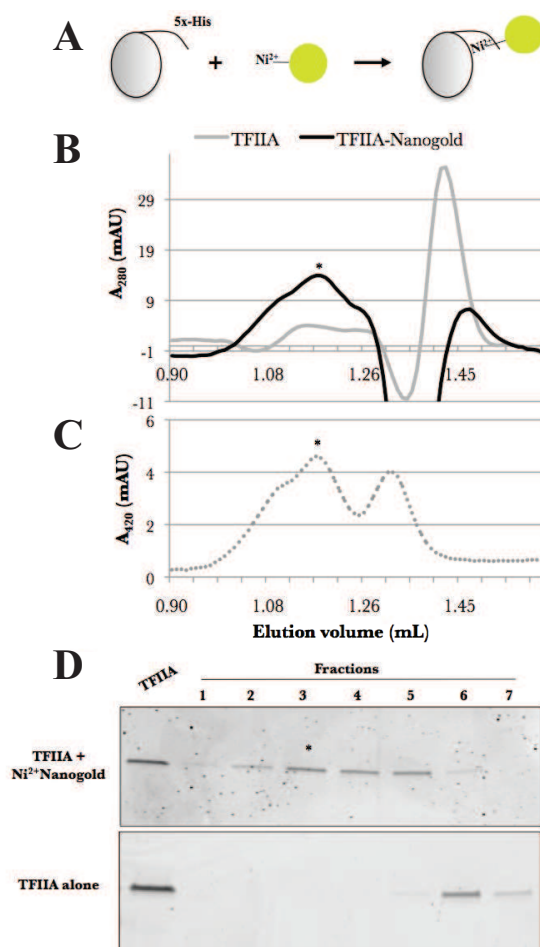 A
5x-His
Ni²⁺
+
Ni²⁺
B
TFIIA TFIIA-Nanogold
A₂₈₀ (mAU)
29
19
9
-1
-11
*
0.90 1.08 1.26 1.45
C
A₄₂₀ (mAU)
6
4
2
0
*
0.90 1.08 1.26 1.45
Elution volume (mL)
D
TFIIA
Fractions
1 2 3 4 5 6 7
TFIIA +
Ni²⁺Nanogold
*
TFIIA alone